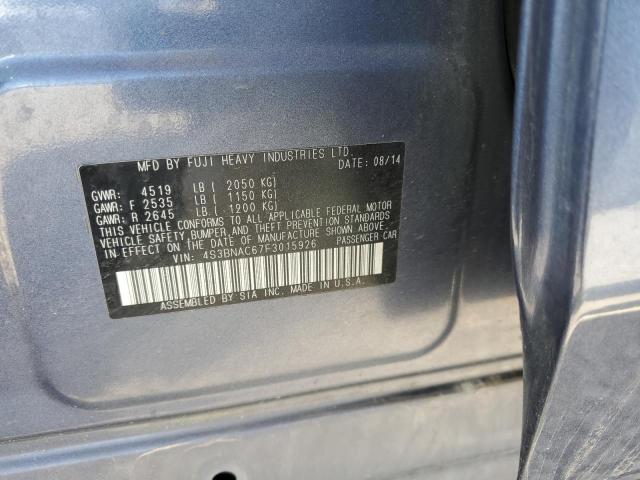 MFD BY FUJI HEAVY INDUSTRIES LTD.
DATE: 08/14
GVWR: 4519 LB ( 2050 KG)
GAWR: F 2535 LB ( 1150 KG)
GAWR: R 2645 LB ( 1200 KG)
THIS VEHICLE CONFORMS TO ALL APPLICABLE FEDERAL MOTOR
VEHICLE SAFETY, BUMPER, AND THEFT PREVENTION STANDARDS
IN EFFECT ON THE DATE OF MANUFACTURE SHOWN ABOVE.
VIN: 4S3BNAC67F3015926 PASSENGER CAR
ASSEMBLED BY SIA INC. MADE IN U.S.A.